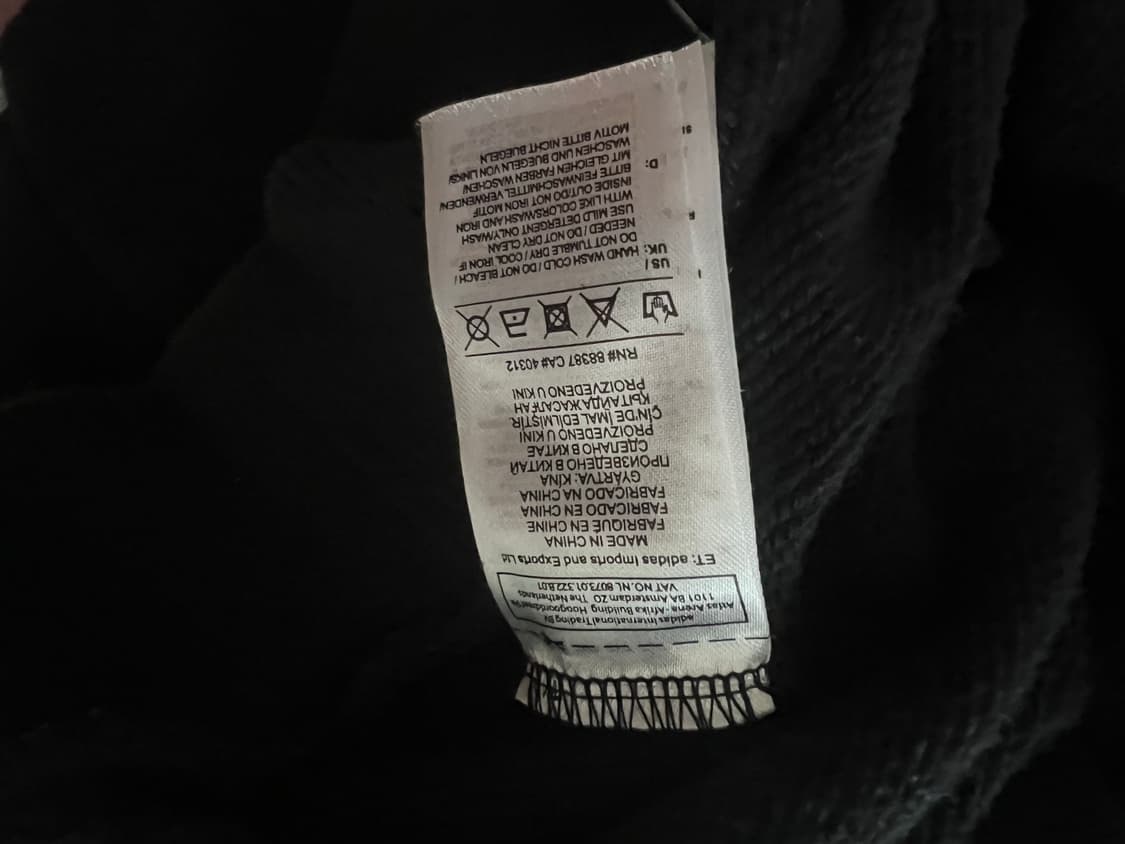 adidas International Trading BV
Atlas Arena - Afrika Building Hoogoorddreef 9a
1101 BA Amsterdam ZO The Netherlands
VAT NO. NL 8073.01.322.B.01
ET: adidas Imports and Exports Ltd
MADE IN CHINA
FABRIQUÉ EN CHINE
FABRICADO EN CHINA
FABRICADO NA CHINA
GYÁRTVA: KÍNA
ПРОИЗВЕДЕНО В КИТАЙ
СДЕЛАНО В КИТАЕ
PROIZVEDENO U KINI
ÇİN'DE İMAL EDİLMİŞTİR
ҚЫТАЙДА ЖАСАЛҒАН
PROIZVEDENO U KINI
RN# 88387 CA# 40312
US / UK: HAND WASH COLD / DO NOT BLEACH /
DO NOT TUMBLE DRY / COOL IRON IF
NEEDED / DO NOT DRY CLEAN
USE MILD DETERGENT ONLY/WASH
WITH LIKE COLORS/WASH AND IRON
INSIDE OUT/DO NOT IRON MOTIF
D: BITTE FEINWASCHMITTEL VERWENDEN/
MIT GLEICHEN FARBEN WASCHEN/
WASCHEN UND BUEGELN VON LINKS/
MOTIV BITTE NICHT BUEGELN